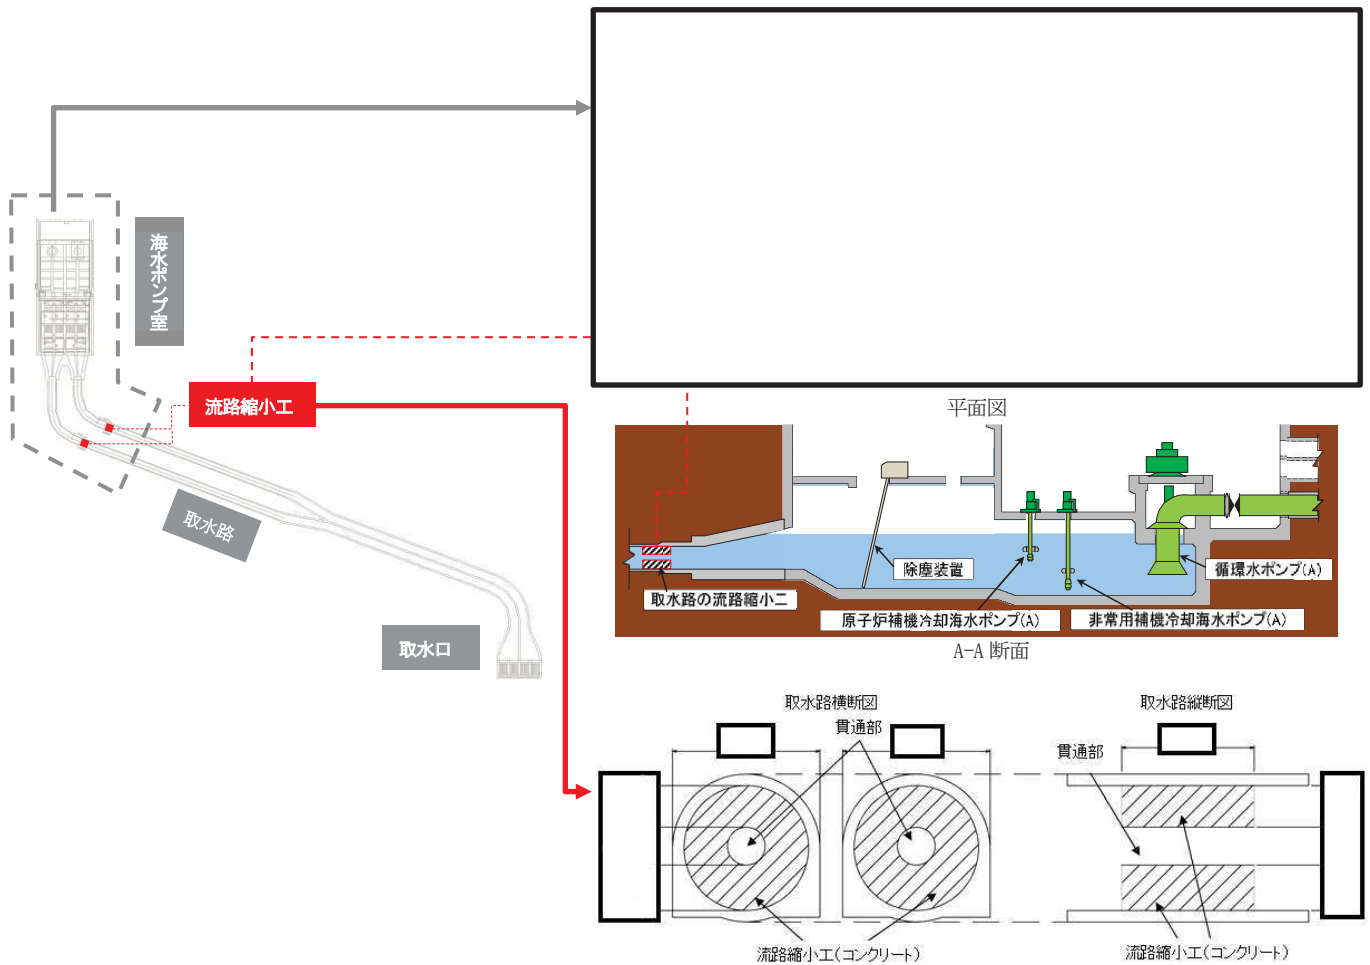 海水ポンプ室
流路縮小工
取水路
取水口
平面図
除塵装置
循環水ポンプ(A)
取水路の流路縮小工
原子炉補機冷却海水ポンプ(A)
非常用補機冷却海水ポンプ(A)
A-A 断面
取水路横断図
取水路縦断図
貫通部
貫通部
流路縮小工(コンクリート)
流路縮小工(コンクリート)